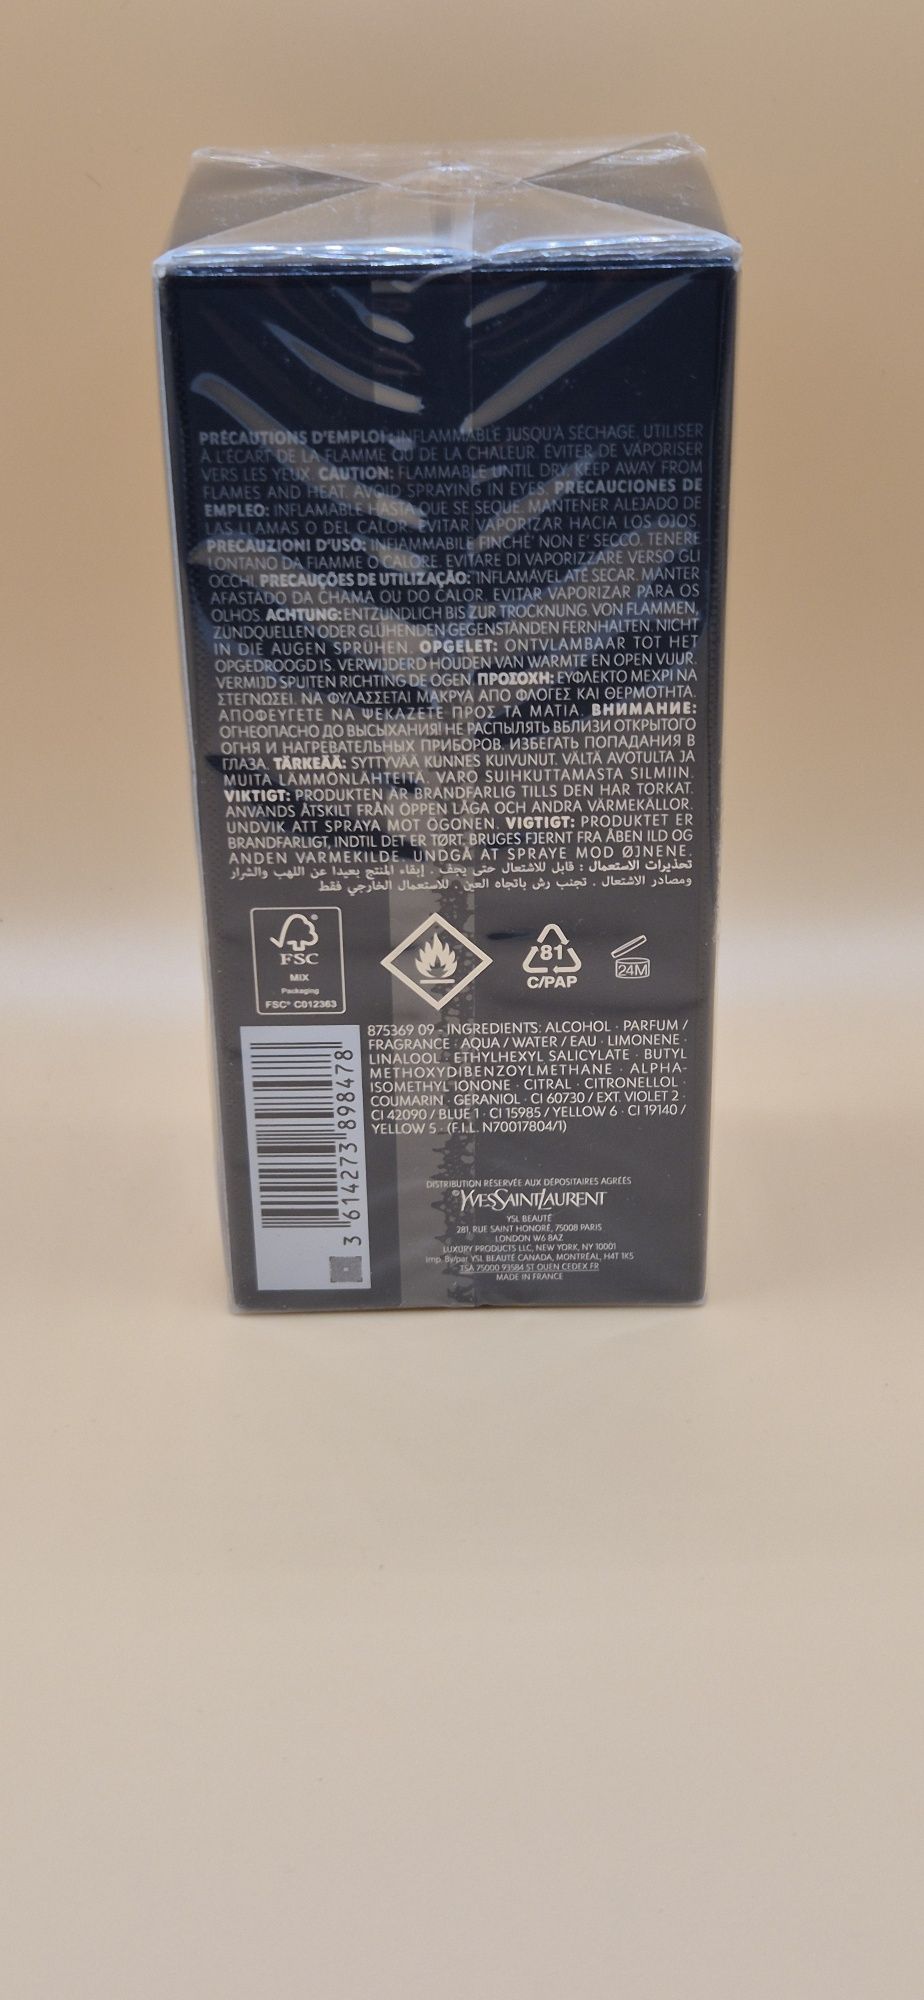 PRÉCAUTIONS D'EMPLOI: INFLAMMABLE JUSQU'À SÉCHAGE. UTILISER
À L'ÉCART DE LA FLAMME OU DE LA CHALEUR. ÉVITER DE VAPORISER
VERS LES YEUX. CAUTION: FLAMMABLE UNTIL DRY. KEEP AWAY FROM
FLAMES AND HEAT. AVOID SPRAYING IN EYES. PRECAUCIONES DE
EMPLEO: INFLAMABLE HASTA QUE SE SEQUE. MANTENER ALEJADO DE
LAS LLAMAS O DEL CALOR. EVITAR VAPORIZAR HACIA LOS OJOS.
PRECAUZIONI D'USO: INFIAMMABILE FINCHE' NON E' SECCO. TENERE
LONTANO DA FIAMME O CALORE. EVITARE DI VAPORIZZARE VERSO GLI
OCCHI. PRECAUÇÕES DE UTILIZAÇÃO: INFLAMÁVEL ATÉ SECAR. MANTER
AFASTADO DA CHAMA OU DO CALOR. EVITAR VAPORIZAR PARA OS
OLHOS. ACHTUNG: ENTZÜNDLICH BIS ZUR TROCKNUNG. VON FLAMMEN,
ZÜNDQUELLEN ODER GLÜHENDEN GEGENSTÄNDEN FERNHALTEN. NICHT
IN DIE AUGEN SPRÜHEN. OPGELET: ONTVLAMBAAR TOT HET
OPGEDROOGD IS. VERWIJDERD HOUDEN VAN WARMTE EN OPEN VUUR.
VERMIJD SPUITEN RICHTING DE OGEN. ΠΡΟΣΟΧΗ: ΕΥΦΛΕΚΤΟ ΜΕΧΡΙ ΝΑ
ΣΤΕΓΝΩΣΕΙ. ΝΑ ΦΥΛΑΣΣΕΤΑΙ ΜΑΚΡΥΑ ΑΠΟ ΦΛΟΓΕΣ ΚΑΙ ΘΕΡΜΟΤΗΤΑ.
ΑΠΟΦΕΥΓΕΤΕ ΝΑ ΨΕΚΑΖΕΤΕ ΠΡΟΣ ΤΑ ΜΑΤΙΑ. ВНИМАНИЕ:
ОГНЕОПАСНО ДО ВЫСЫХАНИЯ! НЕ РАСПЫЛЯТЬ ВБЛИЗИ ОТКРЫТОГО
ОГНЯ И НАГРЕВАТЕЛЬНЫХ ПРИБОРОВ. ИЗБЕГАТЬ ПОПАДАНИЯ В
ГЛАЗА. TÄRKEÄÄ: SYTTYVÄÄ KUNNES KUIVUNUT. VÄLTÄ AVOTULTA JA
MUITA LÄMMÖNLÄHTEITÄ. VARO SUIHKUTTAMASTA SILMIIN.
VIKTIGT: PRODUKTEN ÄR BRANDFARLIG TILLS DEN HAR TORKAT.
ANVÄNDS ÅTSKILT FRÅN ÖPPEN LÅGA OCH ANDRA VÄRMEKÄLLOR.
UNDVIK ATT SPRAYA MOT ÖGONEN. VIGTIGT: PRODUKTET ER
BRANDFARLIGT, INDTIL DET ER TØRT. BRUGES FJERNT FRA ÅBEN ILD OG
ANDEN VARMEKILDE. UNDGÅ AT SPRAYE MOD ØJNENE.
تحذيرات الاستعمال : قابل للاشتعال حتى يجف . إبقاء المنتج بعيدا عن اللهب والشرار
ومصادر الاشتعال . تجنب رش باتجاه العين . للاستعمال الخارجي فقط
FSC
MIX
Packaging
FSC® C012363
81
C/PAP
24M
875369 09 - INGREDIENTS: ALCOHOL · PARFUM /
FRAGRANCE · AQUA / WATER / EAU · LIMONENE ·
LINALOOL · ETHYLHEXYL SALICYLATE · BUTYL
METHOXYDIBENZOYLMETHANE · ALPHA-
ISOMETHYL IONONE · CITRAL · CITRONELLOL ·
COUMARIN · GERANIOL · CI 60730 / EXT. VIOLET 2 ·
CI 42090 / BLUE 1 · CI 15985 / YELLOW 6 · CI 19140 /
YELLOW 5 · (F.I.L. N70017804/1)
3 614273 898478
DISTRIBUTION RÉSERVÉE AUX DÉPOSITAIRES AGRÉÉS
YVESSAINTLAURENT
YSL BEAUTÉ
281, RUE SAINT HONORÉ, 75008 PARIS
LONDON W6 8AZ
LUXURY PRODUCTS LLC, NEW YORK, NY 10001
Imp. By/par YSL BEAUTÉ CANADA, MONTRÉAL, H4T 1K5
TSA 75000 93584 ST OUEN CEDEX FR
MADE IN FRANCE